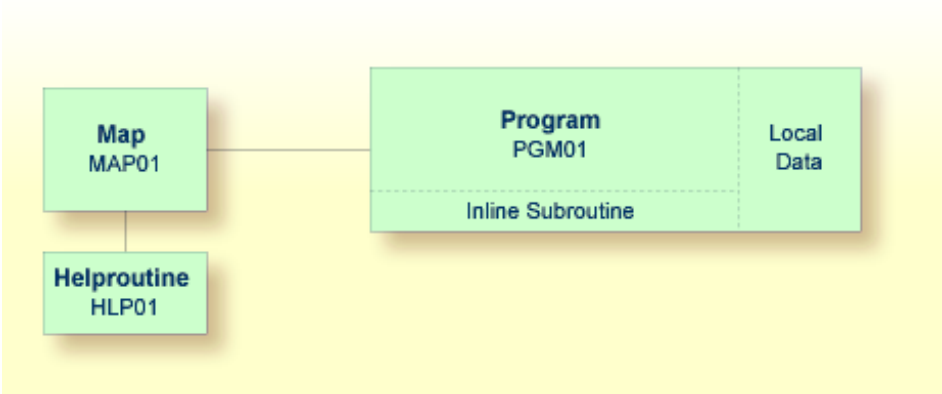 Map
MAP01
Helproutine
HLP01
Program
PGM01
Inline Subroutine
Local
Data